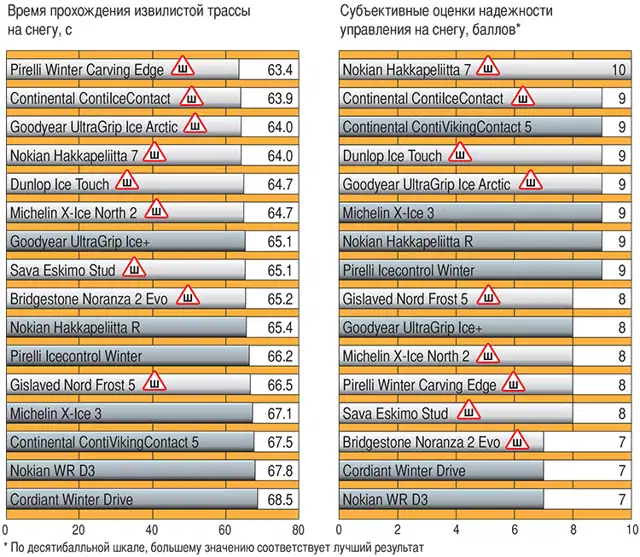 Время прохождения извилистой трассы
на снегу, с
Pirelli Winter Carving Edge Ш 63.4
Continental ContiIceContact Ш 63.9
Goodyear UltraGrip Ice Arctic Ш 64.0
Nokian Hakkapeliitta 7 Ш 64.0
Dunlop Ice Touch Ш 64.7
Michelin X-Ice North 2 Ш 64.7
Goodyear UltraGrip Ice+ 65.1
Sava Eskimo Stud Ш 65.1
Bridgestone Noranza 2 Evo Ш 65.2
Nokian Hakkapeliitta R 65.4
Pirelli Icecontrol Winter 66.2
Gislaved Nord Frost 5 Ш 66.5
Michelin X-Ice 3 67.1
Continental ContiVikingContact 5 67.5
Nokian WR D3 67.8
Cordiant Winter Drive 68.5
0 20 40 60 80
Субъективные оценки надежности
управления на снегу, баллов*
Nokian Hakkapeliitta 7 Ш 10
Continental ContiIceContact Ш 9
Continental ContiVikingContact 5 9
Dunlop Ice Touch Ш 9
Goodyear UltraGrip Ice Arctic Ш 9
Michelin X-Ice 3 9
Nokian Hakkapeliitta R 9
Pirelli Icecontrol Winter 9
Gislaved Nord Frost 5 Ш 8
Goodyear UltraGrip Ice+ 8
Michelin X-Ice North 2 Ш 8
Pirelli Winter Carving Edge Ш 8
Sava Eskimo Stud Ш 8
Bridgestone Noranza 2 Evo Ш 7
Cordiant Winter Drive 7
Nokian WR D3 7
0 2 4 6 8 10
* По десятибалльной шкале, большему значению соответствует лучший результат